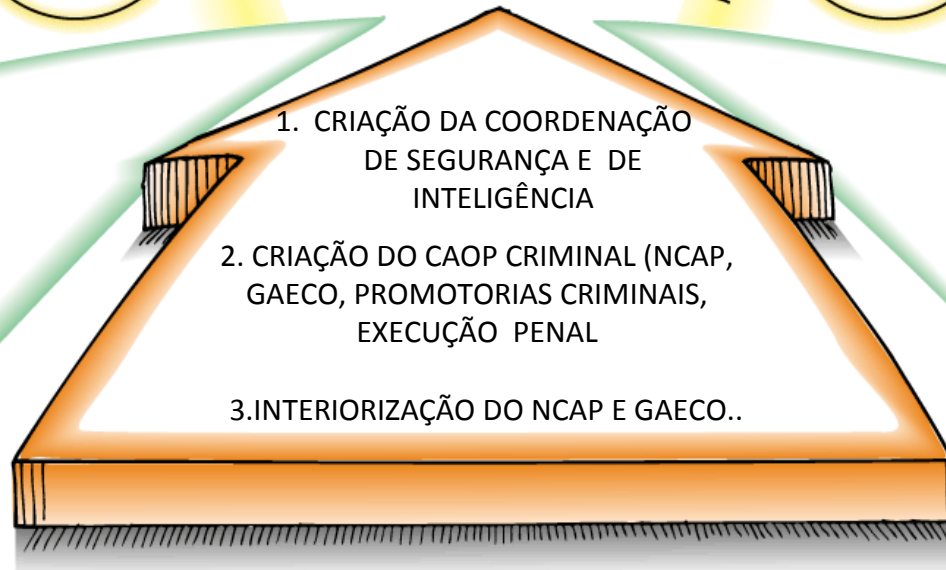 1. CRIAÇÃO DA COORDENAÇÃO
DE SEGURANÇA E DE
INTELIGÊNCIA
2. CRIAÇÃO DO CAOP CRIMINAL (NCAP,
GAECO, PROMOTORIAS CRIMINAIS,
EXECUÇÃO PENAL
3.INTERIORIZAÇÃO DO NCAP E GAECO..